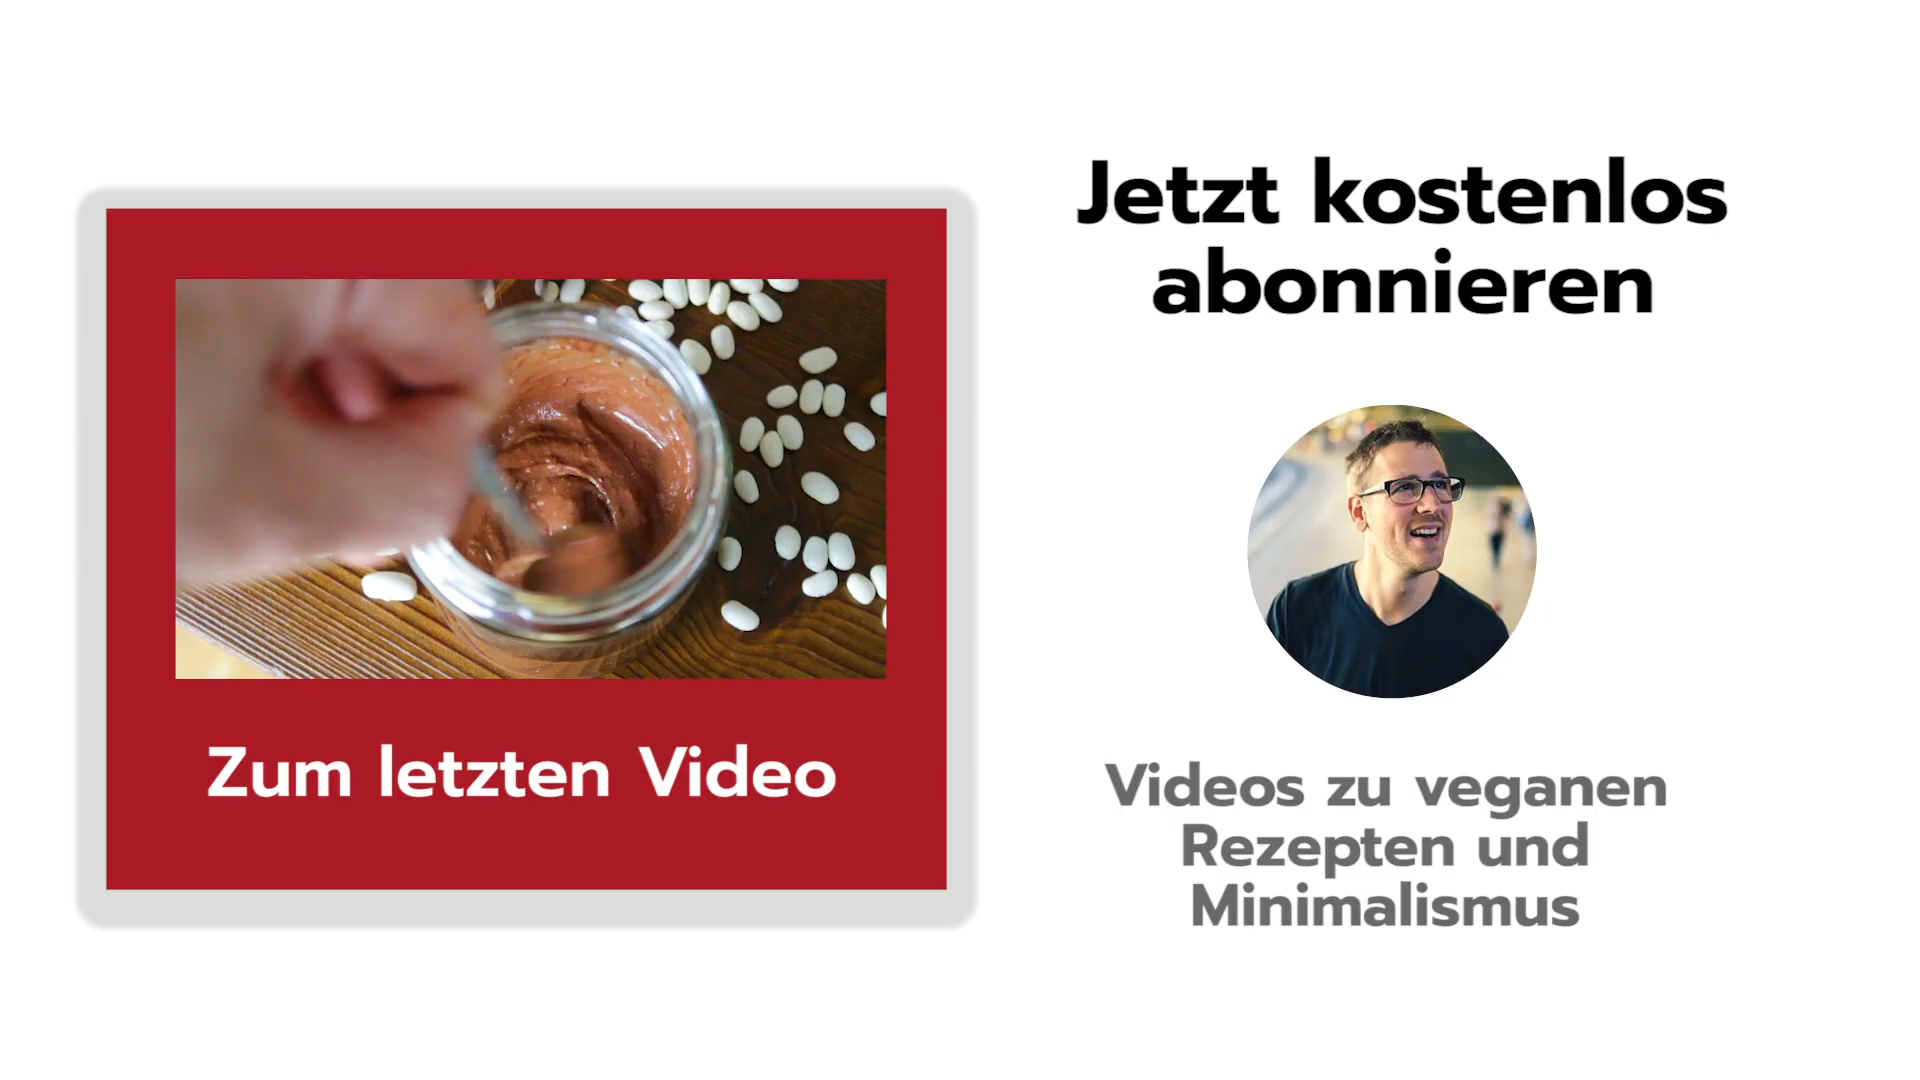 Zum letzten Video
Jetzt kostenlos
abonnieren
Videos zu veganen
Rezepten und
Minimalismus